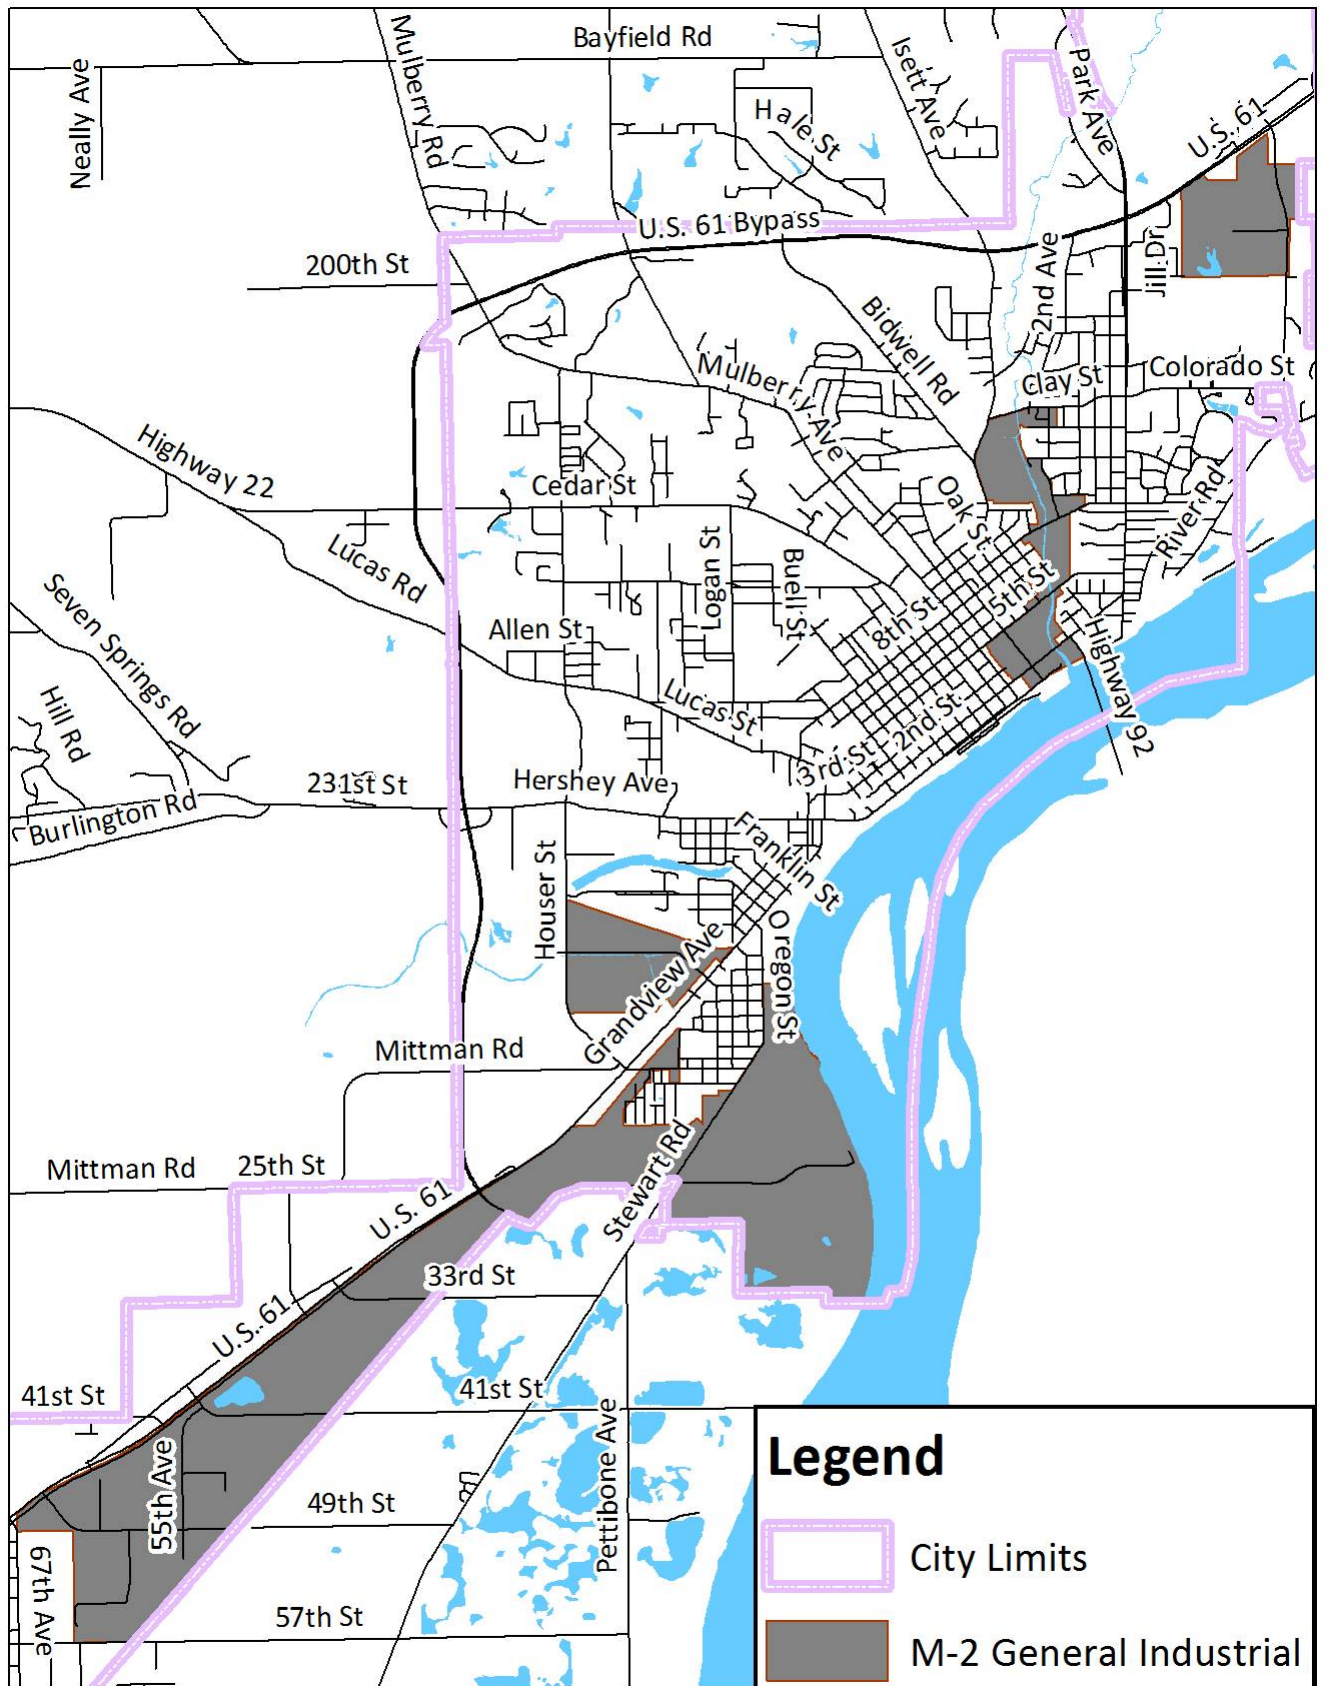 Bayfield Rd
Neally Ave
Mulberry Rd
Hale St
Isett Ave
Park Ave
U.S. 61
U.S. 61 Bypass
200th St
2nd Ave
Jill Dr
Bidwell Rd
Mulberry Ave
Clay St
Colorado St
Highway 22
Cedar St
Oak St
River Rd
Lucas Rd
Logan St
Buell St
5th St
8th St
Seven Springs Rd
Allen St
Highway 92
Hill Rd
Lucas St
2nd St
3rd St
231st St
Hershey Ave
Burlington Rd
Franklin St
Houser St
Oregon St
Grandview Ave
Mittman Rd
Mittman Rd
25th St
Stewart Rd
U.S. 61
33rd St
U.S. 61
41st St
41st St
Pettibone Ave
55th Ave
49th St
67th Ave
57th St
Legend
City Limits
M-2 General Industrial